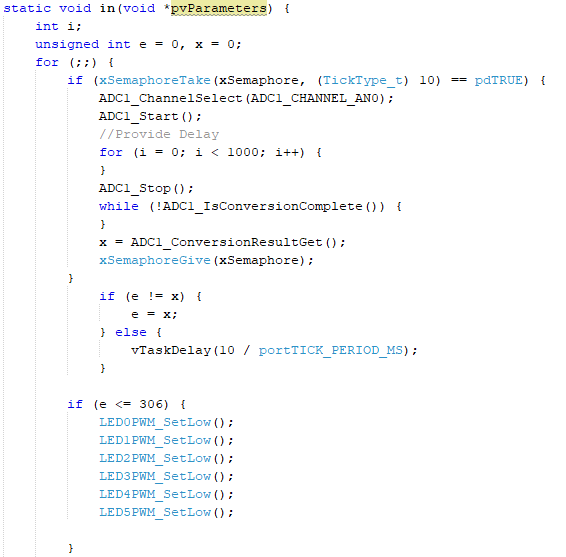 static void in(void *pvParameters) {
    int i;
    unsigned int e = 0, x = 0;
    for (;;) {
        if (xSemaphoreTake(xSemaphore, (TickType_t) 10) == pdTRUE) {
            ADC1_ChannelSelect(ADC1_CHANNEL_AN0);
            ADC1_Start();
            //Provide Delay
            for (i = 0; i < 1000; i++) {
            }
            ADC1_Stop();
            while (!ADC1_IsConversionComplete()) {
            }
            x = ADC1_ConversionResultGet();
            xSemaphoreGive(xSemaphore);
        }
            if (e != x) {
                e = x;
            } else {
                vTaskDelay(10 / portTICK_PERIOD_MS);
            }

        if (e <= 306) {
            LED0PWM_SetLow();
            LED1PWM_SetLow();
            LED2PWM_SetLow();
            LED3PWM_SetLow();
            LED4PWM_SetLow();
            LED5PWM_SetLow();

        }